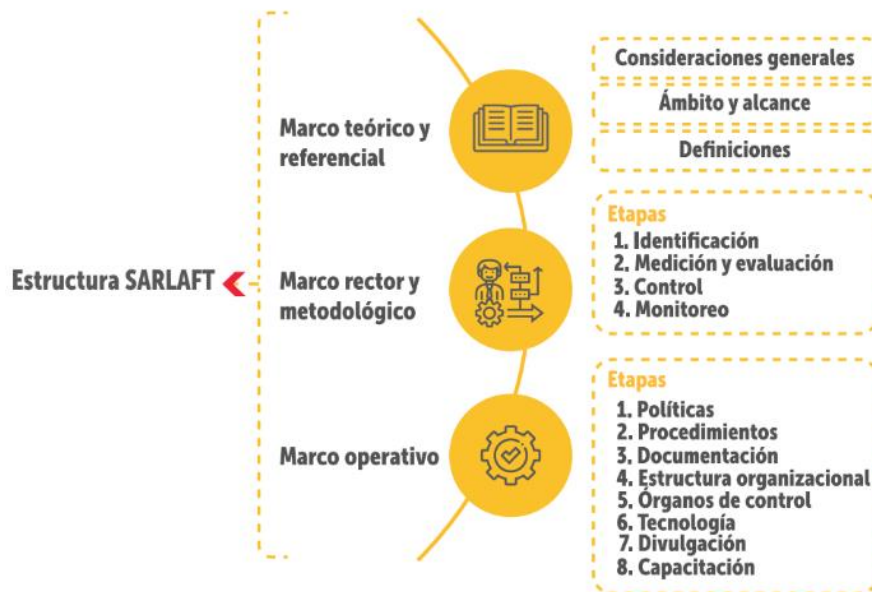 Estructura SARLAFT
Marco teórico y
referencial
Consideraciones generales
Ámbito y alcance
Definiciones
Marco rector y
metodológico
Etapas
1. Identificación
2. Medición y evaluación
3. Control
4. Monitoreo
Marco operativo
Etapas
1. Políticas
2. Procedimientos
3. Documentación
4. Estructura organizacional
5. Órganos de control
6. Tecnología
7. Divulgación
8. Capacitación